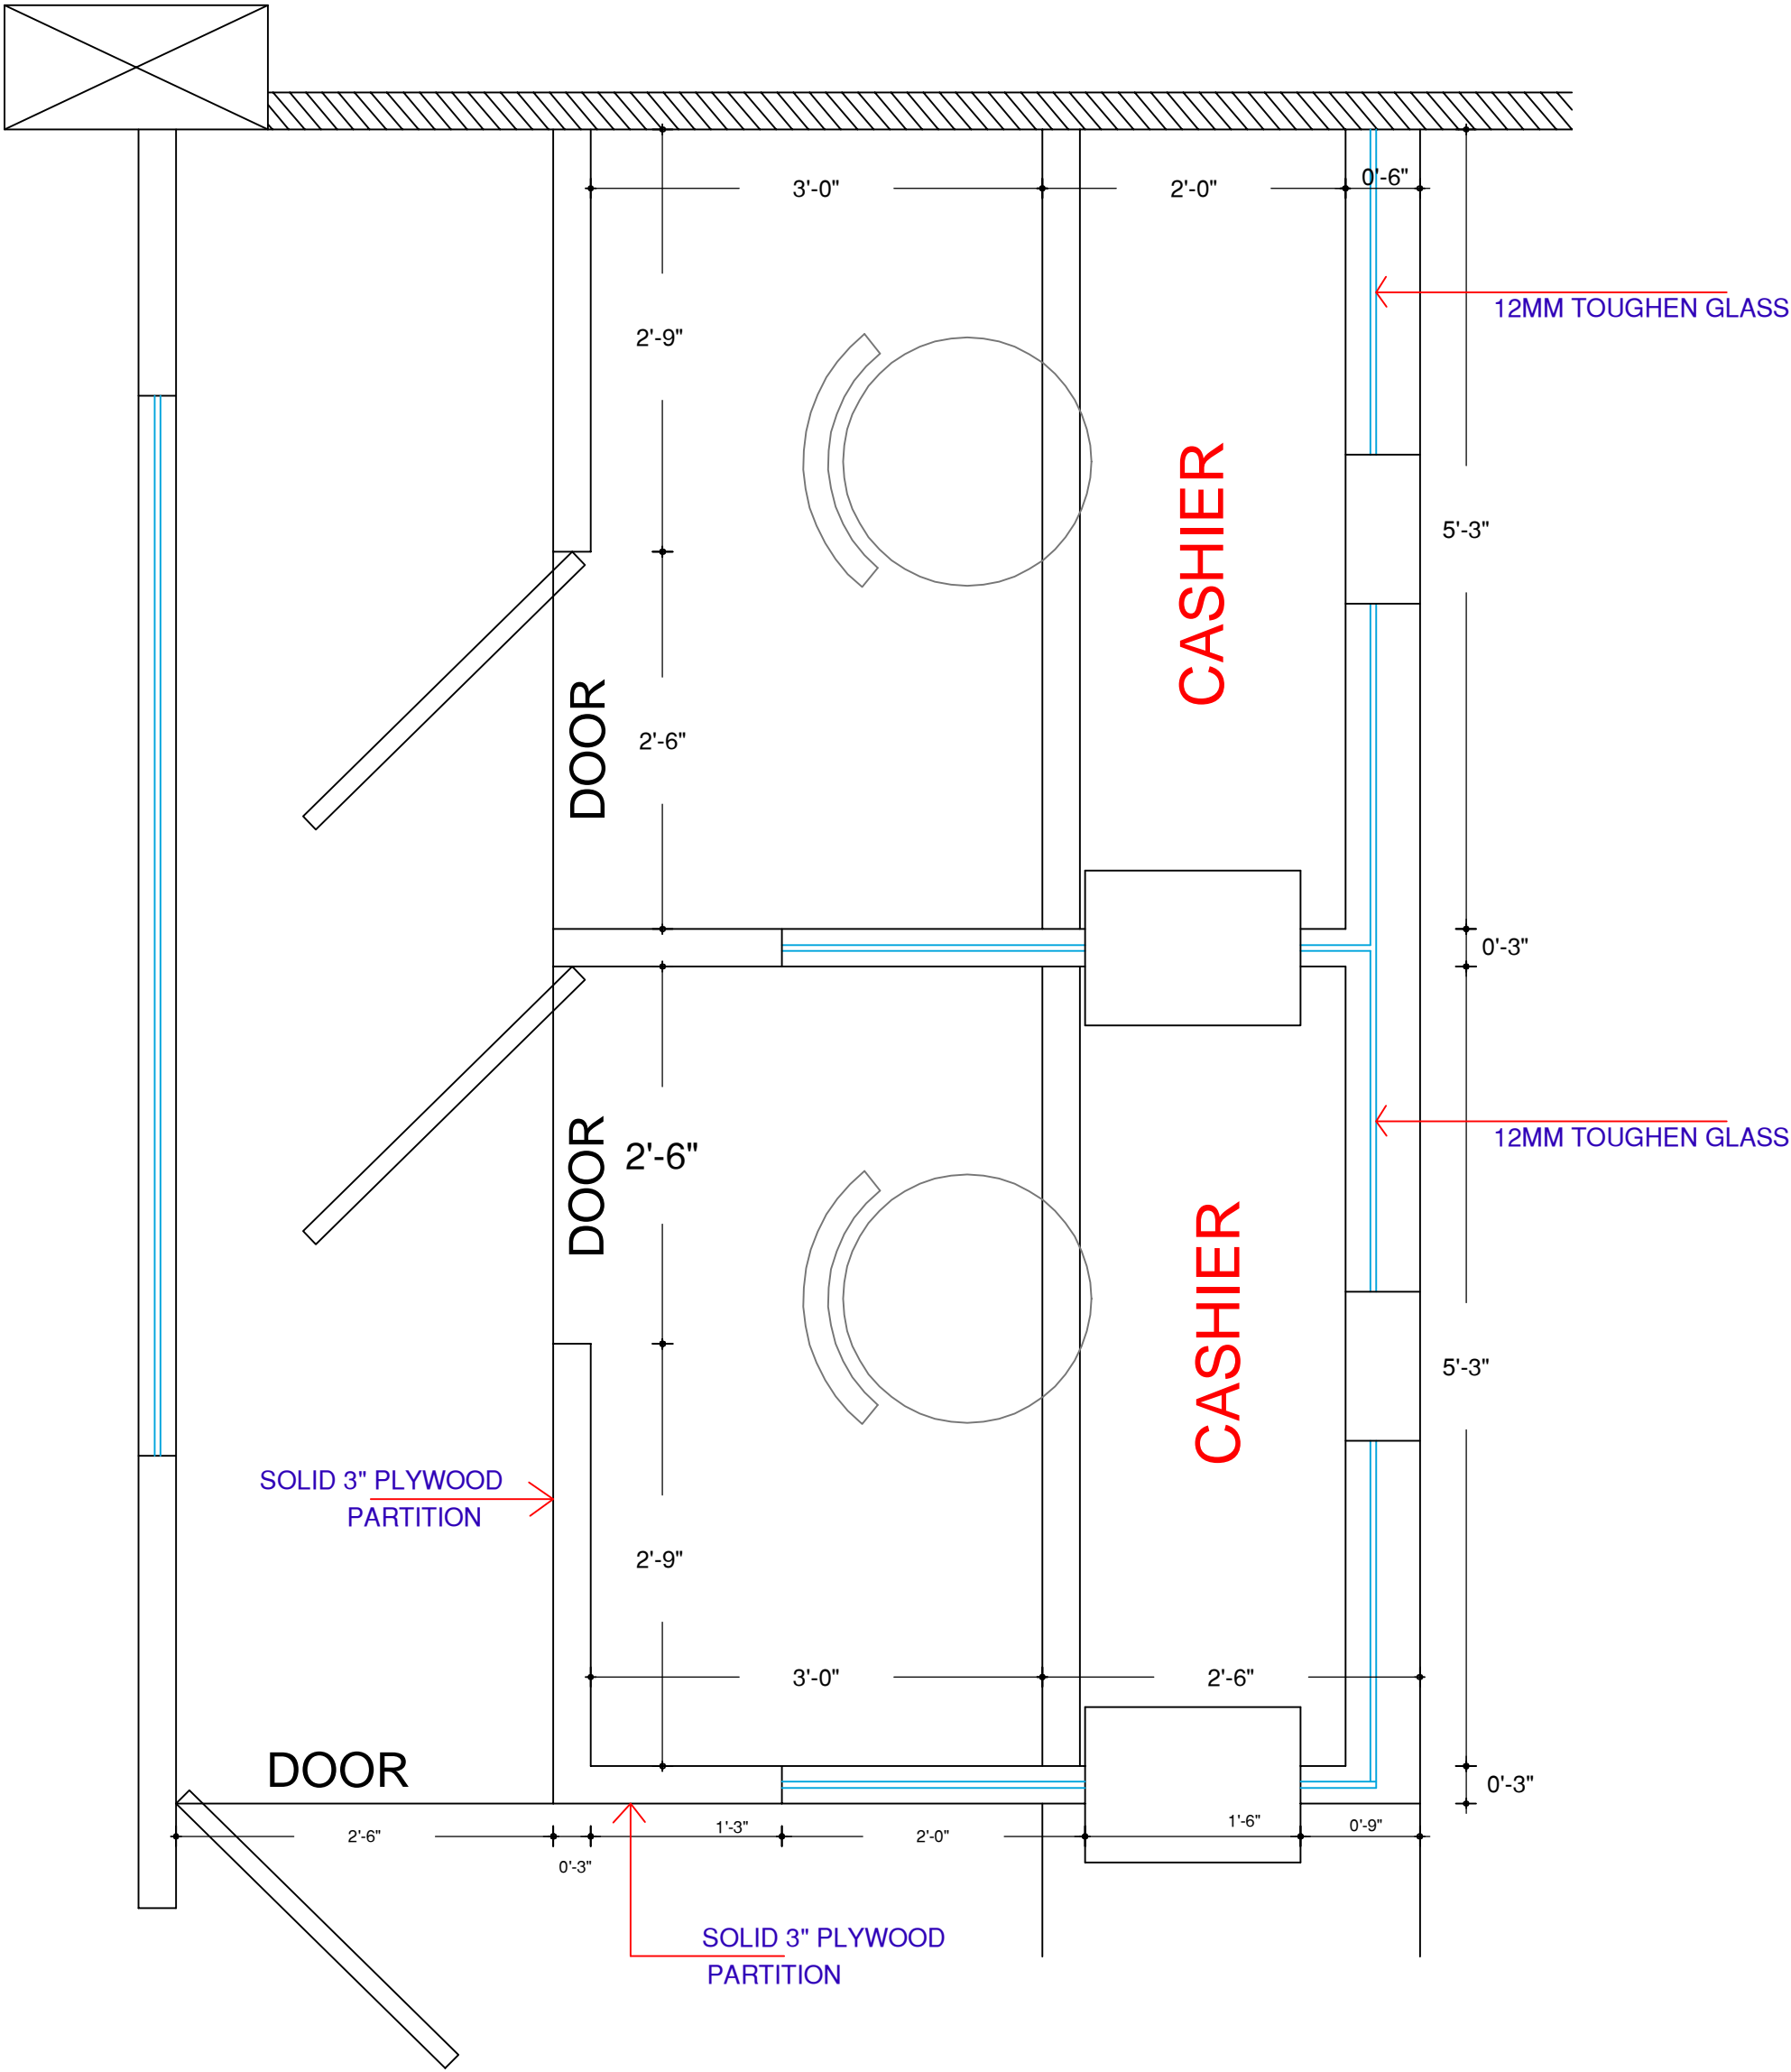 3'-0"
2'-0"
0'-6"
12MM TOUGHEN GLASS
2'-9"
CASHIER
5'-3"
DOOR
2'-6"
0'-3"
12MM TOUGHEN GLASS
DOOR
2'-6"
CASHIER
5'-3"
SOLID 3" PLYWOOD
PARTITION
2'-9"
3'-0"
2'-6"
DOOR
0'-3"
2'-6"
0'-3"
1'-3"
2'-0"
1'-6"
0'-9"
SOLID 3" PLYWOOD
PARTITION